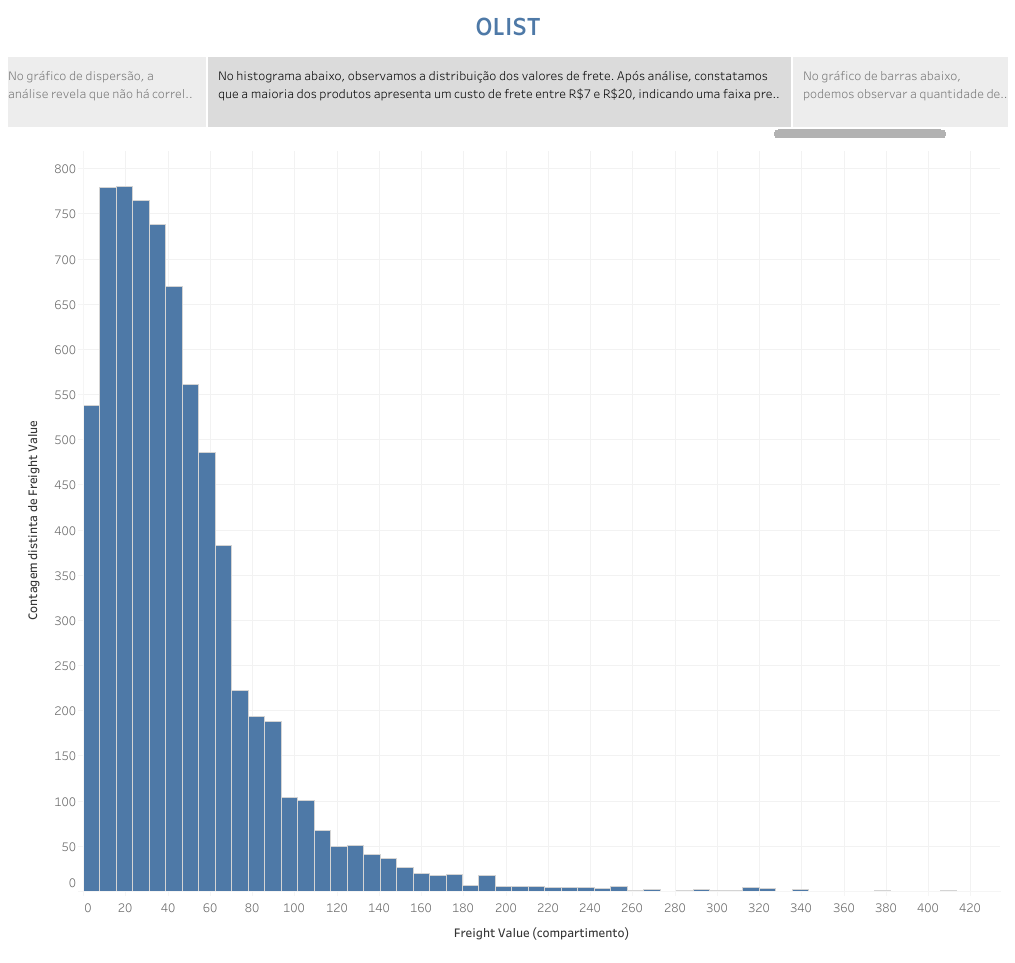 OLIST
No gráfico de dispersão, a
análise revela que não há correl..
No histograma abaixo, observamos a distribuição dos valores de frete. Após análise, constatamos
que a maioria dos produtos apresenta um custo de frete entre R$7 e R$20, indicando uma faixa pre..
No gráfico de barras abaixo,
podemos observar a quantidade de..
800
750
700
650
600
550
500
450
400
350
300
250
200
150
100
50
0
Contagem distinta de Freight Value
0 20 40 60 80 100 120 140 160 180 200 220 240 260 280 300 320 340 360 380 400 420
Freight Value (compartimento)